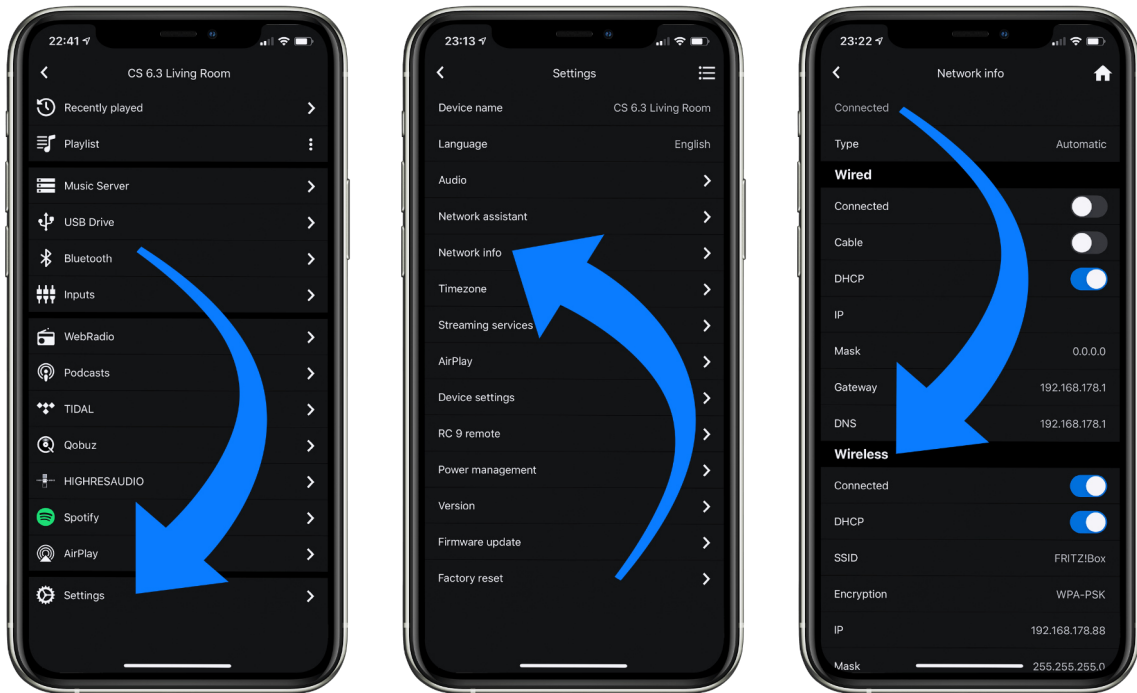 22:41
CS 6.3 Living Room
Recently played
Playlist
Music Server
USB Drive
Bluetooth
Inputs
WebRadio
Podcasts
TIDAL
Qobuz
HIGHRESAUDIO
Spotify
AirPlay
Settings
23:13
Settings
Device name CS 6.3 Living Room
Language English
Audio
Network assistant
Network info
Timezone
Streaming services
AirPlay
Device settings
RC 9 remote
Power management
Version
Firmware update
Factory reset
23:22
Network info
Connected
Type Automatic
Wired
Connected
Cable
DHCP
IP
Mask 0.0.0.0
Gateway 192.168.178.1
DNS 192.168.178.1
Wireless
Connected
DHCP
SSID FRITZ!Box
Encryption WPA-PSK
IP 192.168.178.88
Mask 255.255.255.0